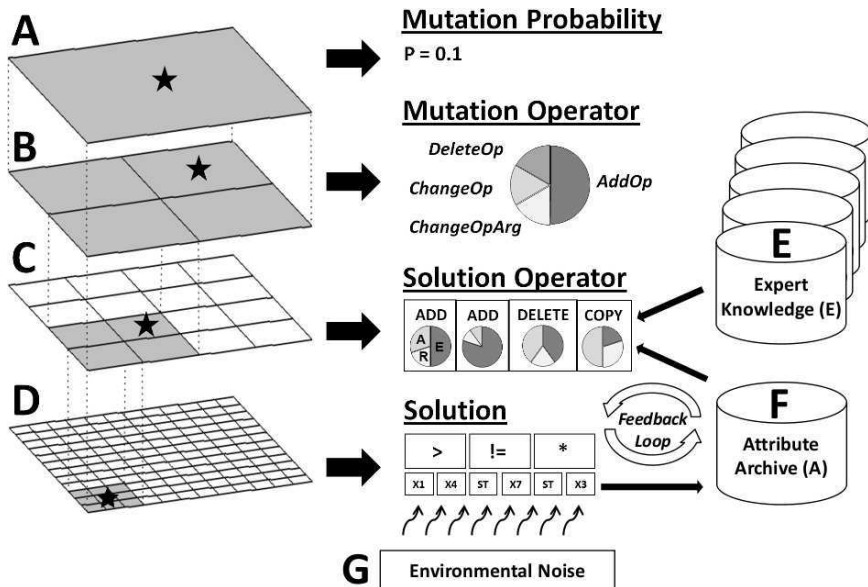 A
Mutation Probability
P = 0.1
B
Mutation Operator
DeleteOp
ChangeOp
AddOp
ChangeOpArg
C
Solution Operator
ADD ADD DELETE COPY
A E
R
E
Expert
Knowledge (E)
D
Solution
> != *
X1 X4 ST X7 ST X3
Feedback
Loop
F
Attribute
Archive (A)
G
Environmental Noise